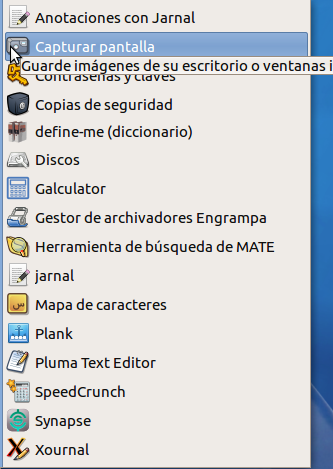 Anotaciones con Jarnal
Capturar pantalla
Guarde imágenes de su escritorio o ventanas i
Contraseñas y claves
Copias de seguridad
define-me (diccionario)
Discos
Galculator
Gestor de archivadores Engrampa
Herramienta de búsqueda de MATE
jarnal
Mapa de caracteres
Plank
Pluma Text Editor
SpeedCrunch
Synapse
Xournal